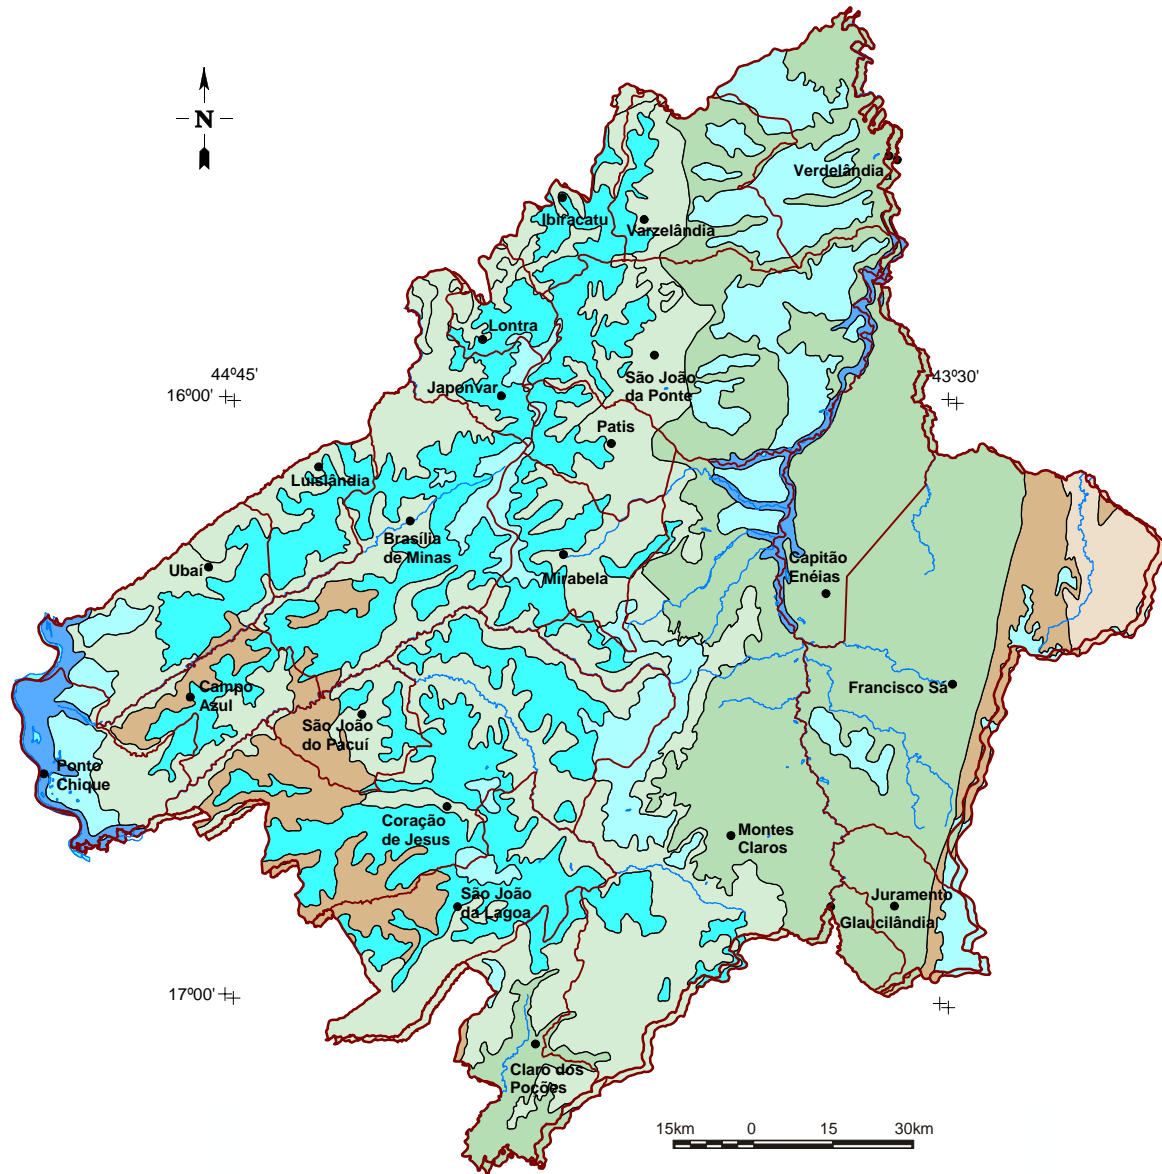 N
Verdelândia
Ibiracatu
Varzelândia
Lontra
44º45'
16º00'
43º30'
São João
da Ponte
Japonvar
Patis
Luislândia
Brasília
de Minas
Ubaí
Mirabela
Capitão
Enéias
Campo
Azul
Francisco Sá
São João
do Pacuí
Ponto
Chique
Coração
de Jesus
Montes
Claros
São João
da Lagoa
Juramento
Glaucilândia
17º00'
Claro dos
Poções
15km 0 15 30km